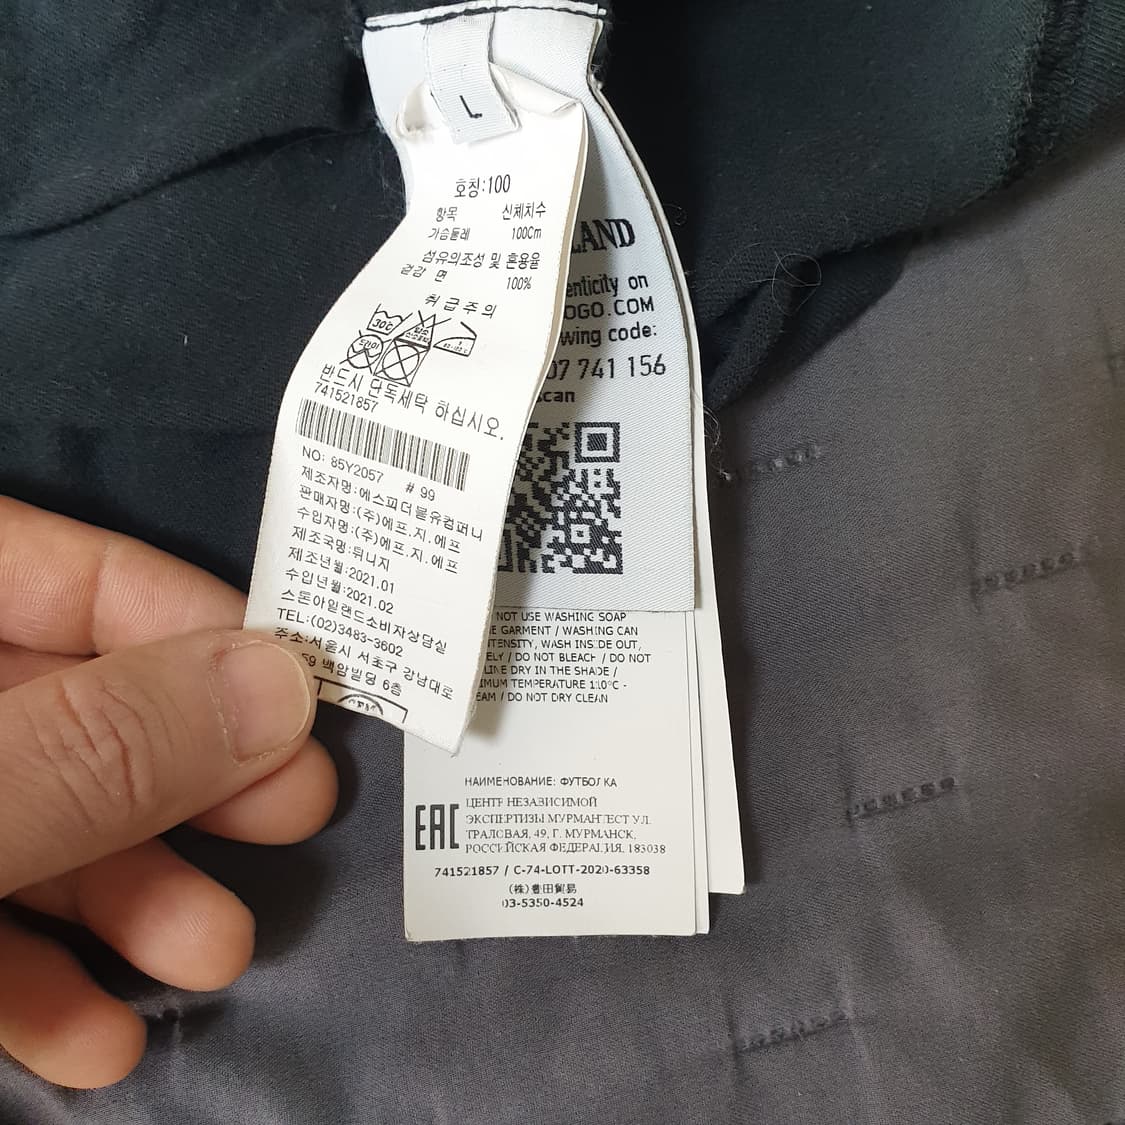 L
호칭:100
항목 신체치수
가슴둘레 100Cm
섬유의조성 및 혼용율
겉감 면 100%
취급주의
30℃
반드시 단독세탁 하십시오.
741521857
NO: 85Y2057 # 99
제조자명:에스피더블유컴퍼니
판매자명:(주)에프.지.에프
수입자명:(주)에프.지.에프
제조국명:튀니지
제조년월:2021.01
수입년월:2021.02
스톤아일랜드소비자상담실
TEL:(02)3485-3602
주소:서울시 서초구 강남대로
59 백암빌딩 6층
LAND
enticity on
OGO.COM
wing code:
07 741 156
scan
NOT USE WASHING SOAP
E GARMENT / WASHING CAN
TENSITY, WASH INSIDE OUT,
ELY / DO NOT BLEACH / DO NOT
LINE DRY IN THE SHADE /
IMUM TEMPERATURE 110°C -
EAM / DO NOT DRY CLEAN
НАИМЕНОВАНИЕ: ФУТБОЛКА
EAC
ЦЕНТР НЕЗАВИСИМОЙ
ЭКСПЕРТИЗЫ МУРМАНТЕСТ УЛ.
ТРАЛОВАЯ, 49, Г. МУРМАНСК,
РОССИЙСКАЯ ФЕДЕРАЦИЯ, 183038
741521857 / C-74-LOTT-2020-63358
(株)豊田貿易
03-5350-4524